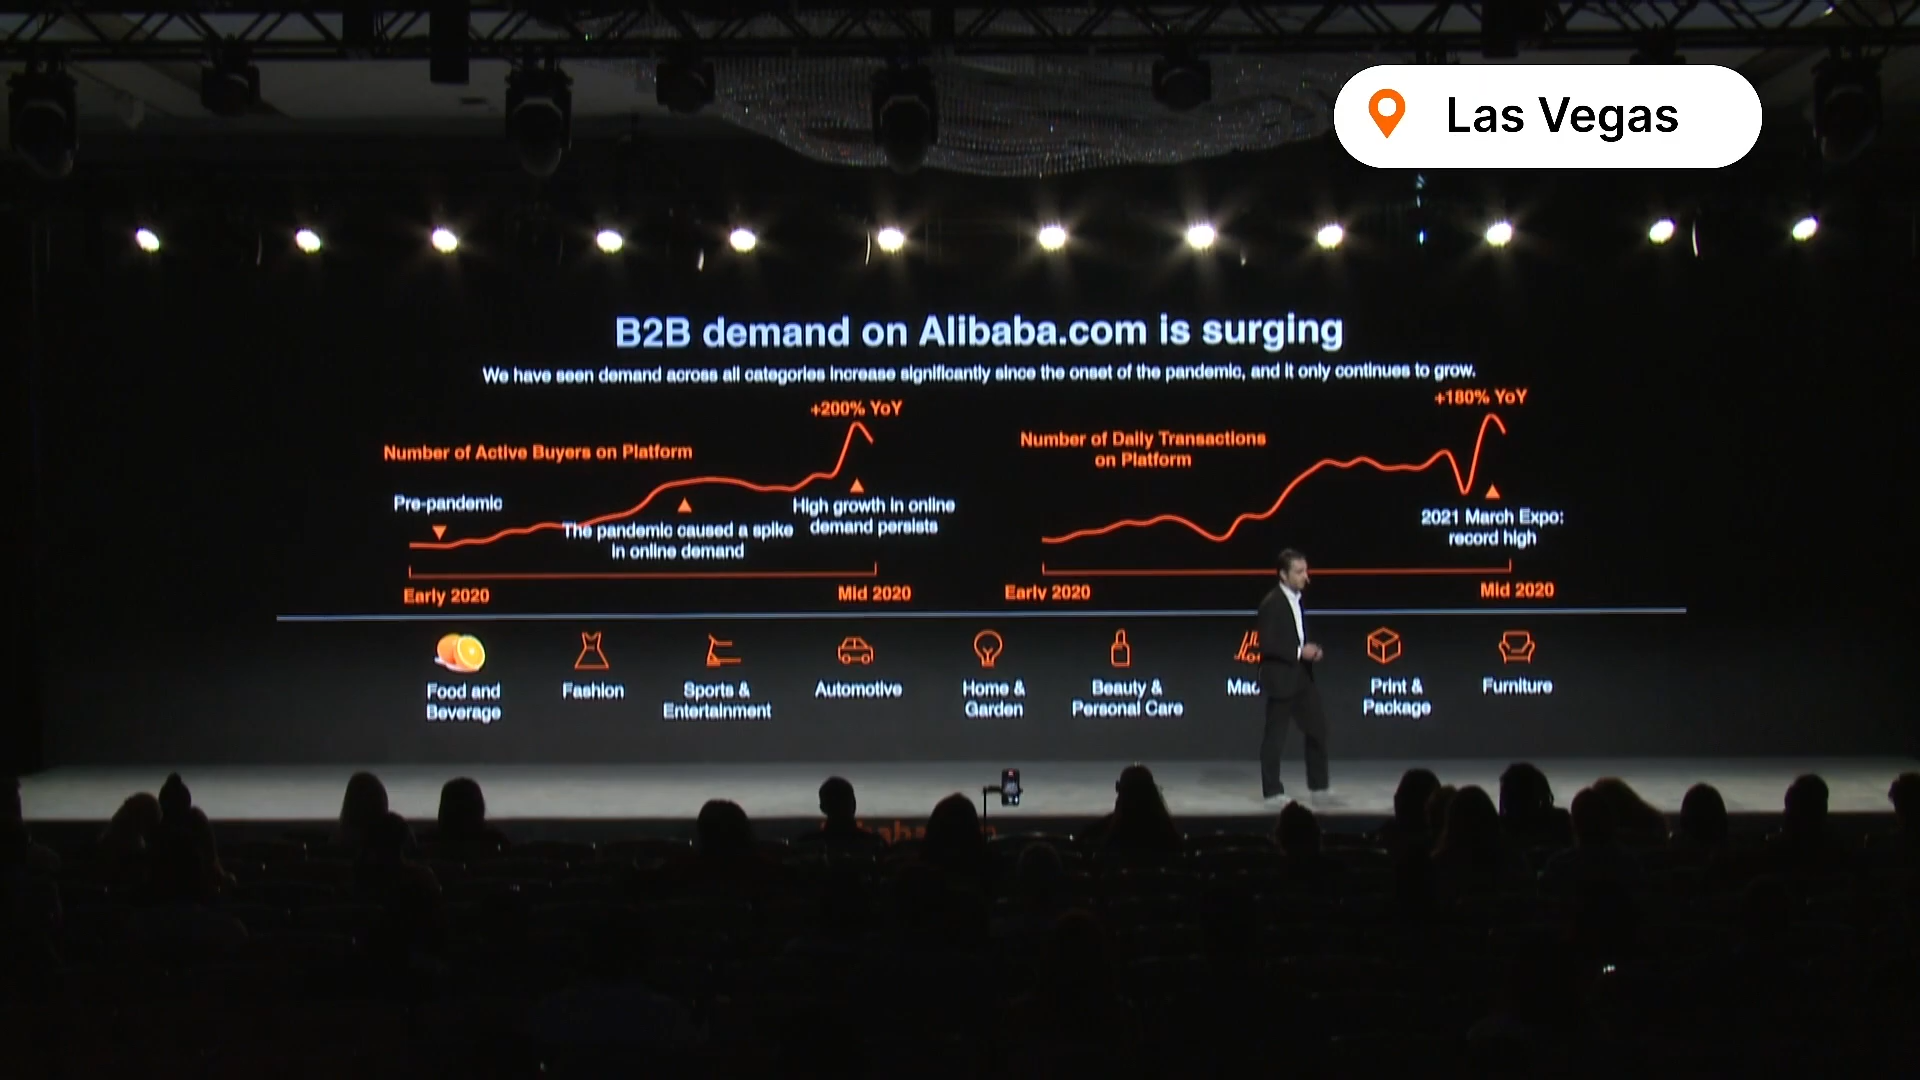 Las Vegas
B2B demand on Alibaba.com is surging
We have seen demand across all categories increase significantly since the onset of the pandemic, and it only continues to grow.
+200% YoY
Number of Active Buyers on Platform
Pre-pandemic
The pandemic caused a spike
in online demand
High growth in online
demand persists
Early 2020
Mid 2020
+180% YoY
Number of Daily Transactions
on Platform
2021 March Expo:
record high
Early 2020
Mid 2020
Food and
Beverage
Fashion
Sports &
Entertainment
Automotive
Home &
Garden
Beauty &
Personal Care
Print &
Package
Furniture